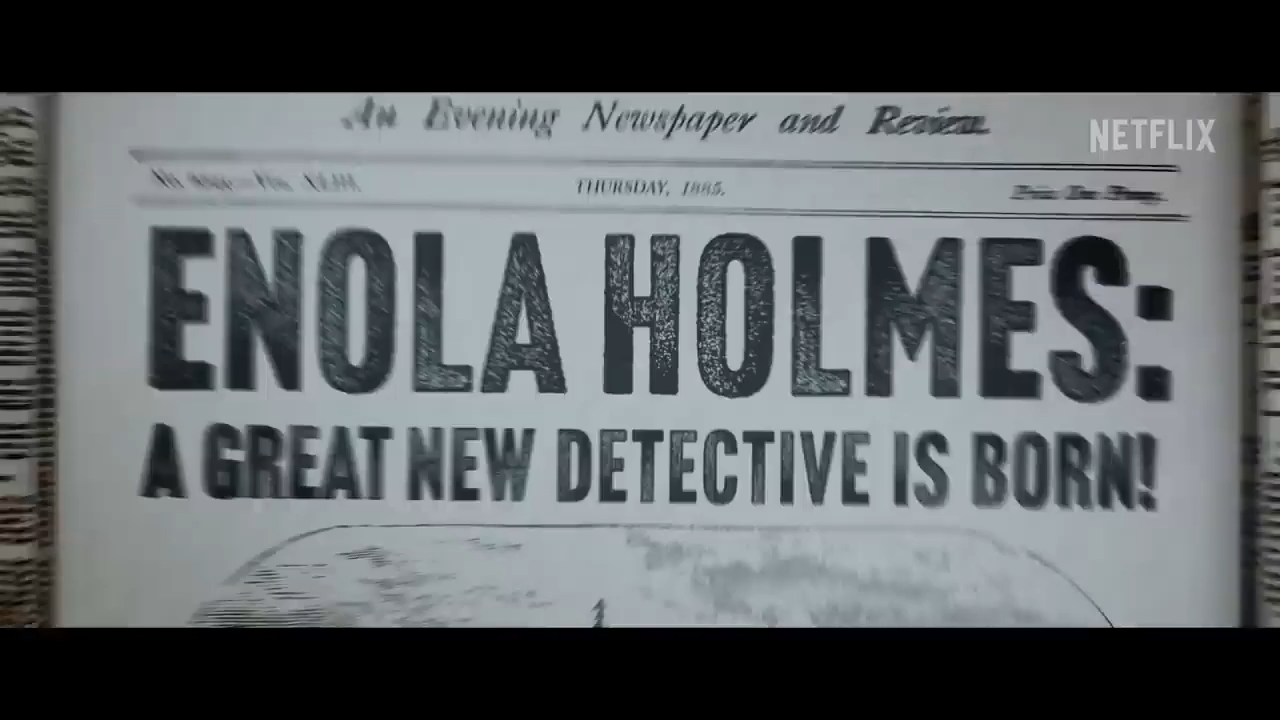 An Evening Newspaper and Review.
NETFLIX
THURSDAY, 1885.
ENOLA HOLMES:
A GREAT NEW DETECTIVE IS BORN!